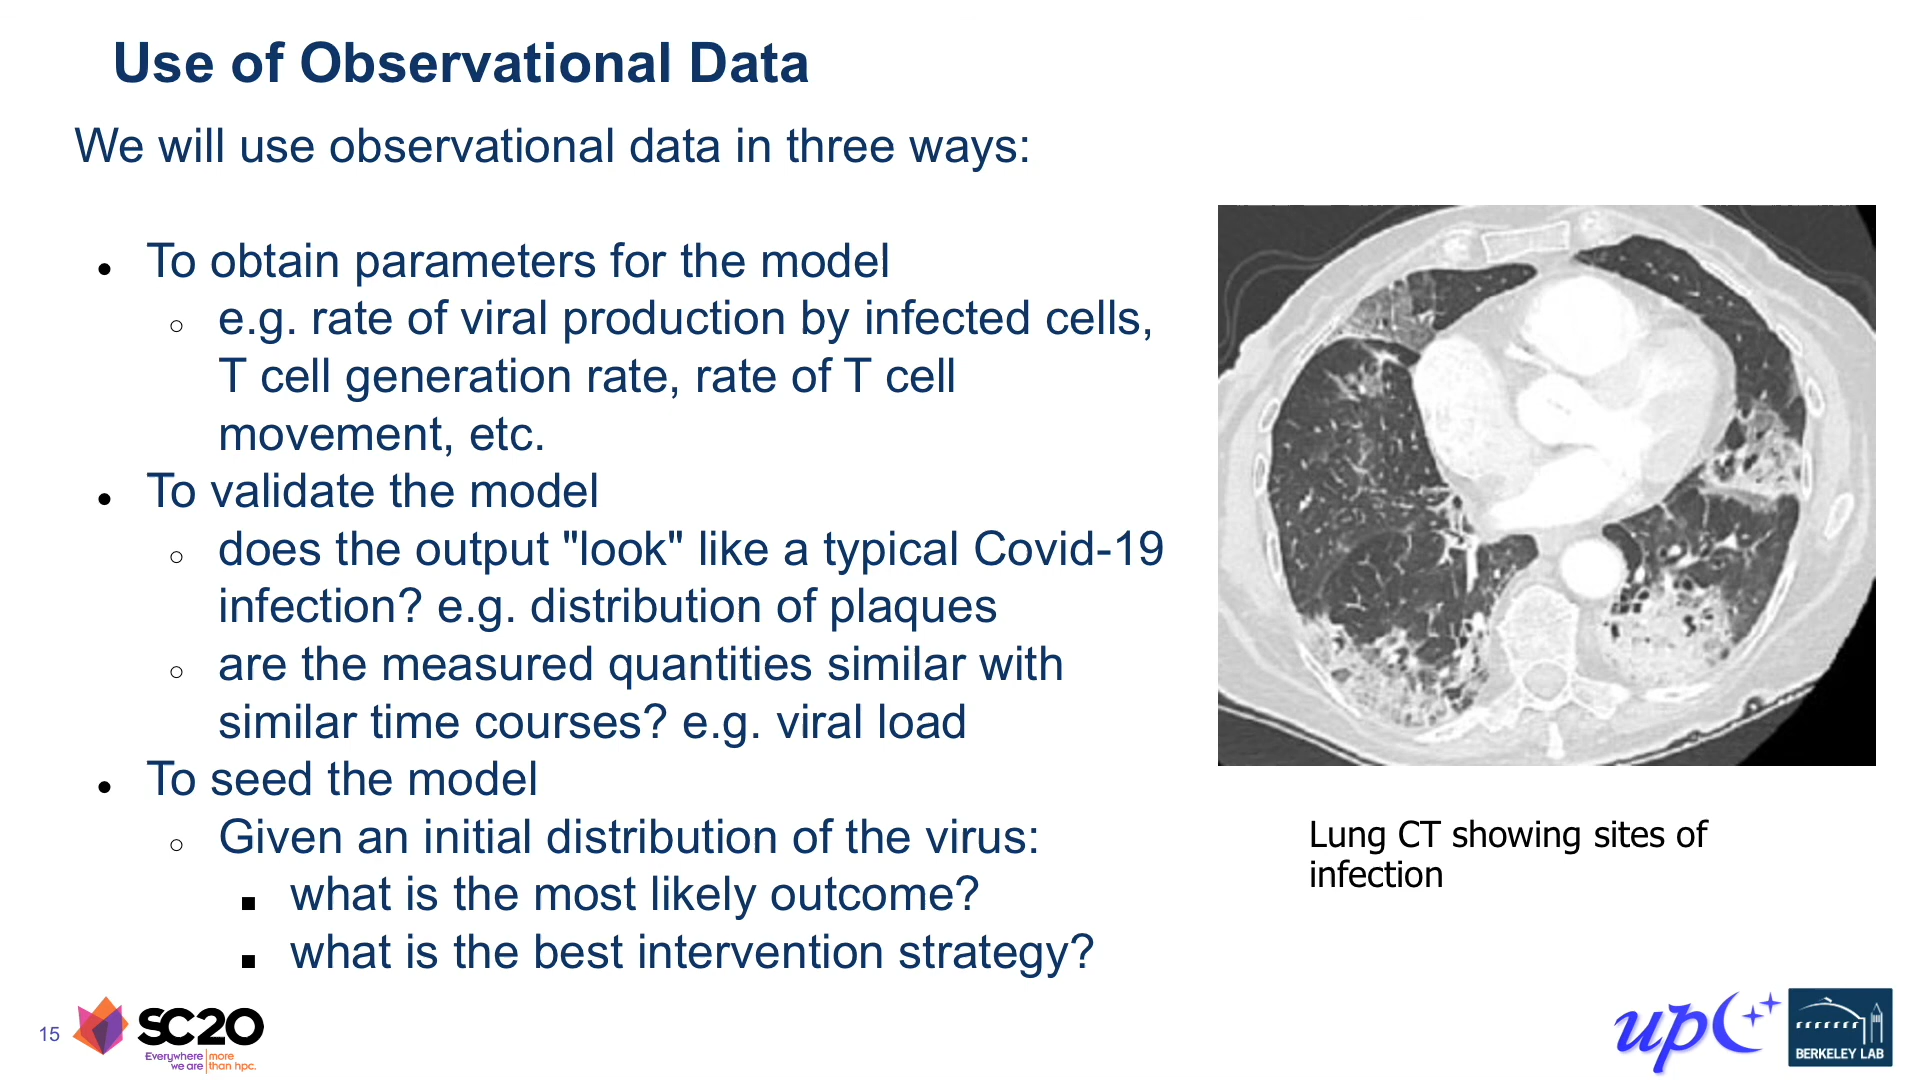 Use of Observational Data
We will use observational data in three ways:
● To obtain parameters for the model
○ e.g. rate of viral production by infected cells,
T cell generation rate, rate of T cell
movement, etc.
● To validate the model
○ does the output "look" like a typical Covid-19
infection? e.g. distribution of plaques
○ are the measured quantities similar with
similar time courses? e.g. viral load
● To seed the model
○ Given an initial distribution of the virus:
■ what is the most likely outcome?
■ what is the best intervention strategy?
Lung CT showing sites of
infection
15
SC20
Everywhere more
we are than hpc.
upc++
BERKELEY LAB